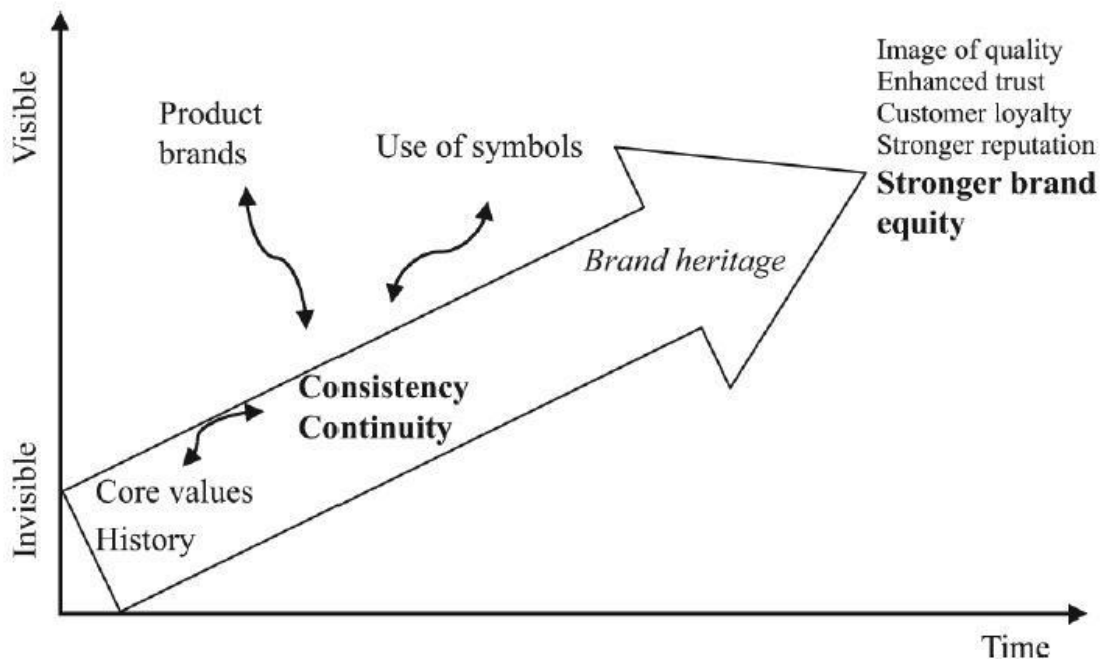 Visible
Invisible
Product
brands
Use of symbols
Image of quality
Enhanced trust
Customer loyalty
Stronger reputation
Stronger brand
equity
Brand heritage
Consistency
Continuity
Core values
History
Time